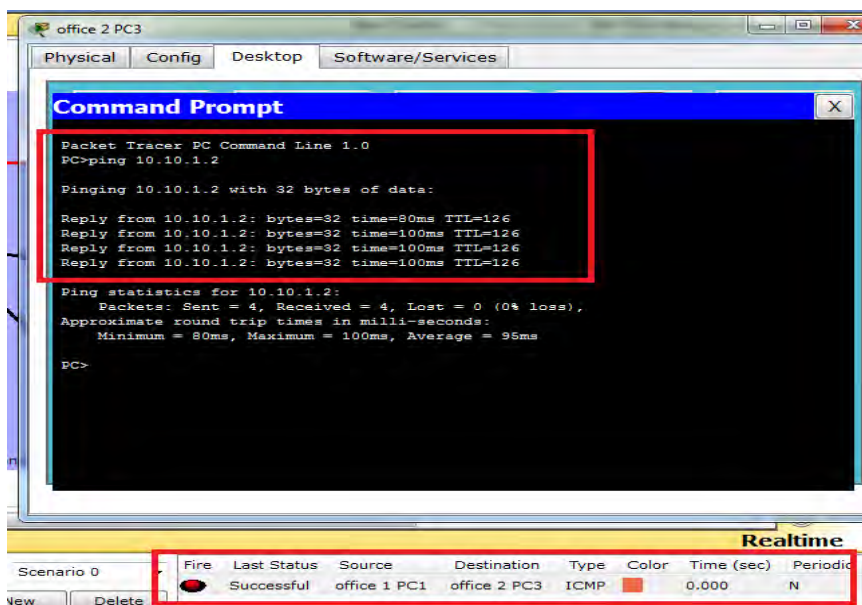 office 2 PC3
Physical Config Desktop Software/Services
Command Prompt X
Packet Tracer PC Command Line 1.0
PC>ping 10.10.1.2
Pinging 10.10.1.2 with 32 bytes of data:
Reply from 10.10.1.2: bytes=32 time=80ms TTL=126
Reply from 10.10.1.2: bytes=32 time=100ms TTL=126
Reply from 10.10.1.2: bytes=32 time=100ms TTL=126
Reply from 10.10.1.2: bytes=32 time=100ms TTL=126
Ping statistics for 10.10.1.2:
Packets: Sent = 4, Received = 4, Lost = 0 (0% loss),
Approximate round trip times in milli-seconds:
Minimum = 80ms, Maximum = 100ms, Average = 95ms
PC>
Realtime
Scenario 0 Fire Last Status Source Destination Type Color Time (sec) Periodic
Successful office 1 PC1 office 2 PC3 ICMP 0.000 N
New Delete